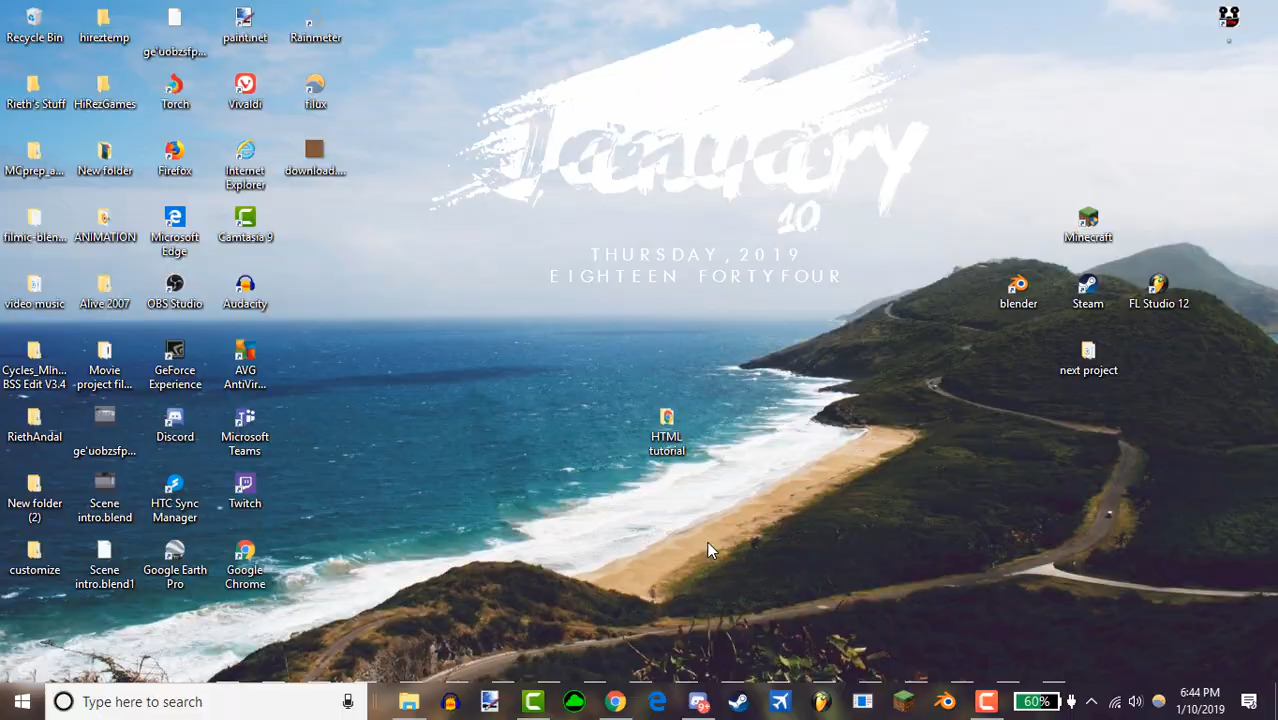 Recycle Bin
hireztemp
ge'uobzsfp...
paint.net
Rainmeter
Rieth's Stuff
HiRezGames
Torch
Vivaldi
f.lux
MCprep_a...
New folder
Firefox
Internet
Explorer
download....
filmic-blen...
ANIMATION
Microsoft
Edge
Camtasia 9
video music
Alive 2007
OBS Studio
Audacity
Cycles_MIn...
BSS Edit V3.4
Movie
project fil...
GeForce
Experience
AVG
AntiVir...
RiethAndal
ge'uobzsfp...
Discord
Microsoft
Teams
New folder
(2)
Scene
intro.blend
HTC Sync
Manager
Twitch
customize
Scene
intro.blend1
Google Earth
Pro
Google
Chrome
January
10.
THURSDAY, 2019
EIGHTEEN FORTYFOUR
HTML
tutorial
Minecraft
blender
Steam
FL Studio 12
next project
Type here to search
9+
60%
6:44 PM
1/10/2019